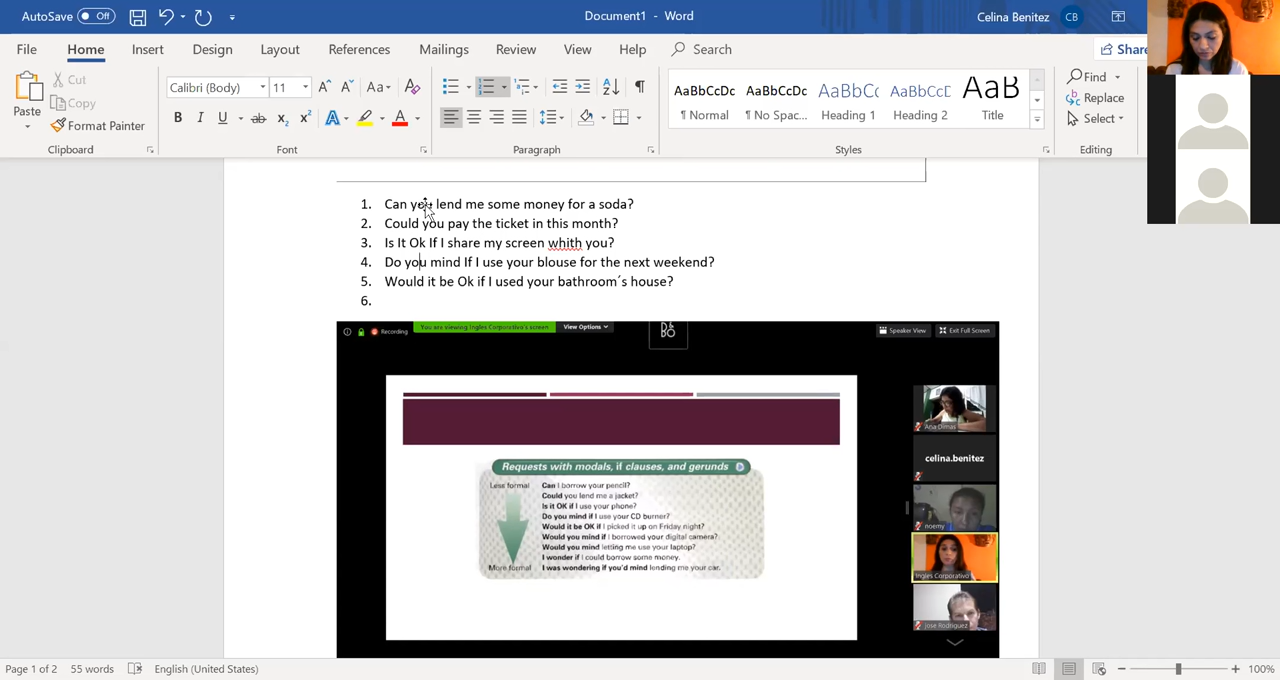 AutoSave Off Document1 - Word Celina Benitez CB
File Home Insert Design Layout References Mailings Review View Help Search Share
Paste Cut Copy Format Painter
Calibri (Body) 11
AaBbCcDc AaBbCcDc AaBbCc AaBbCcD AaB
¶ Normal ¶ No Spac... Heading 1 Heading 2 Title
Find Replace Select
Clipboard Font Paragraph Styles Editing
1. Can you lend me some money for a soda?
2. Could you pay the ticket in this month?
3. Is It Ok If I share my screen whith you?
4. Do you mind If I use your blouse for the next weekend?
5. Would it be Ok if I used your bathroom´s house?
6.
Recording You are viewing Ingles Corporativo's screen View Options Speaker View Exit Full Screen
Requests with modals, if clauses, and gerunds
Less formal
Can I borrow your pencil?
Could you lend me a jacket?
Is it OK if I use your phone?
Do you mind if I use your CD burner?
Would it be OK if I picked it up on Friday night?
Would you mind if I borrowed your digital camera?
Would you mind letting me use your laptop?
I wonder if I could borrow some money.
More formal I was wondering if you'd mind lending me your car.
Ana Dimas
celina.benitez
noemy
Ingles Corporativo
jose Rodriguez
Page 1 of 2 55 words English (United States) 100%